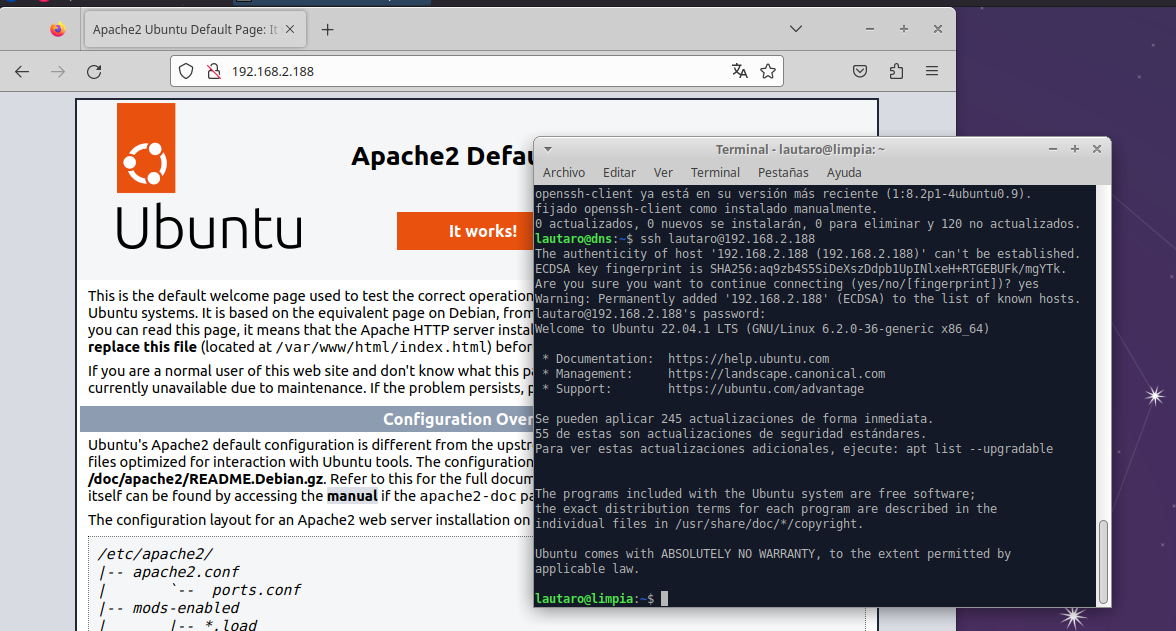 Apache2 Ubuntu Default Page: It
192.168.2.188
Apache2 Defau
Ubuntu
It works!
This is the default welcome page used to test the correct operation
Ubuntu systems. It is based on the equivalent page on Debian, from
you can read this page, it means that the Apache HTTP server instal
replace this file (located at /var/www/html/index.html) befor
If you are a normal user of this web site and don't know what this pa
currently unavailable due to maintenance. If the problem persists, p
Configuration Over
Ubuntu's Apache2 default configuration is different from the upstr
files optimized for interaction with Ubuntu tools. The configuration
/doc/apache2/README.Debian.gz. Refer to this for the full docum
itself can be found by accessing the manual if the apache2-doc pa
The configuration layout for an Apache2 web server installation on
/etc/apache2/
|-- apache2.conf
|       `--  ports.conf
|-- mods-enabled
|       |-- *.load
Terminal - lautaro@limpia: ~
Archivo Editar Ver Terminal Pestañas Ayuda
openssh-client ya está en su versión más reciente (1:8.2p1-4ubuntu0.9).
fijado openssh-client como instalado manualmente.
0 actualizados, 0 nuevos se instalarán, 0 para eliminar y 120 no actualizados.
lautaro@dns:~$ ssh lautaro@192.168.2.188
The authenticity of host '192.168.2.188 (192.168.2.188)' can't be established.
ECDSA key fingerprint is SHA256:aq9zb4S5SiDeXszDdpb1UpINlxeH+RTGEBUFk/mgYTk.
Are you sure you want to continue connecting (yes/no/[fingerprint])? yes
Warning: Permanently added '192.168.2.188' (ECDSA) to the list of known hosts.
lautaro@192.168.2.188's password:
Welcome to Ubuntu 22.04.1 LTS (GNU/Linux 6.2.0-36-generic x86_64)
* Documentation:  https://help.ubuntu.com
* Management:     https://landscape.canonical.com
* Support:        https://ubuntu.com/advantage
Se pueden aplicar 245 actualizaciones de forma inmediata.
55 de estas son actualizaciones de seguridad estándares.
Para ver estas actualizaciones adicionales, ejecute: apt list --upgradable
The programs included with the Ubuntu system are free software;
the exact distribution terms for each program are described in the
individual files in /usr/share/doc/*/copyright.
Ubuntu comes with ABSOLUTELY NO WARRANTY, to the extent permitted by
applicable law.
lautaro@limpia:~$